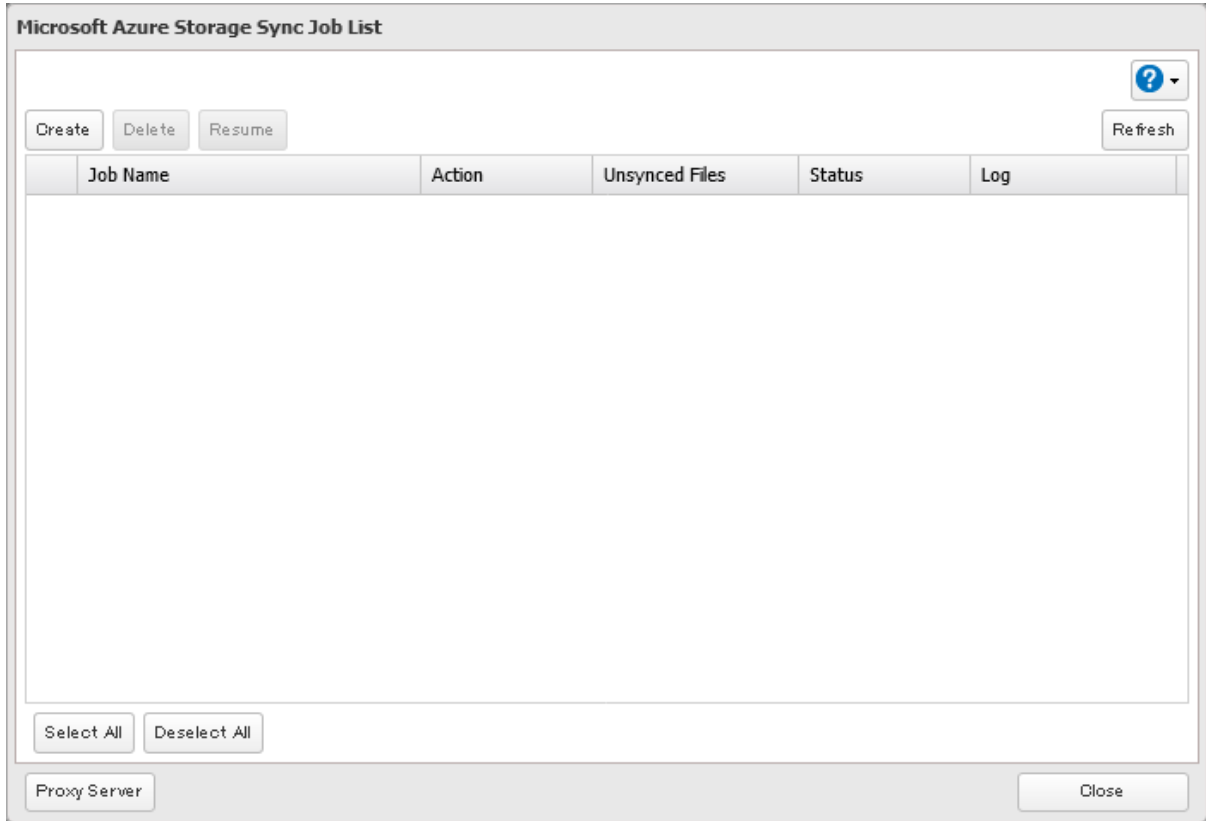 Microsoft Azure Storage Sync Job List
?
Create Delete Resume Refresh
Job Name Action Unsynced Files Status Log
Select All Deselect All
Proxy Server Close